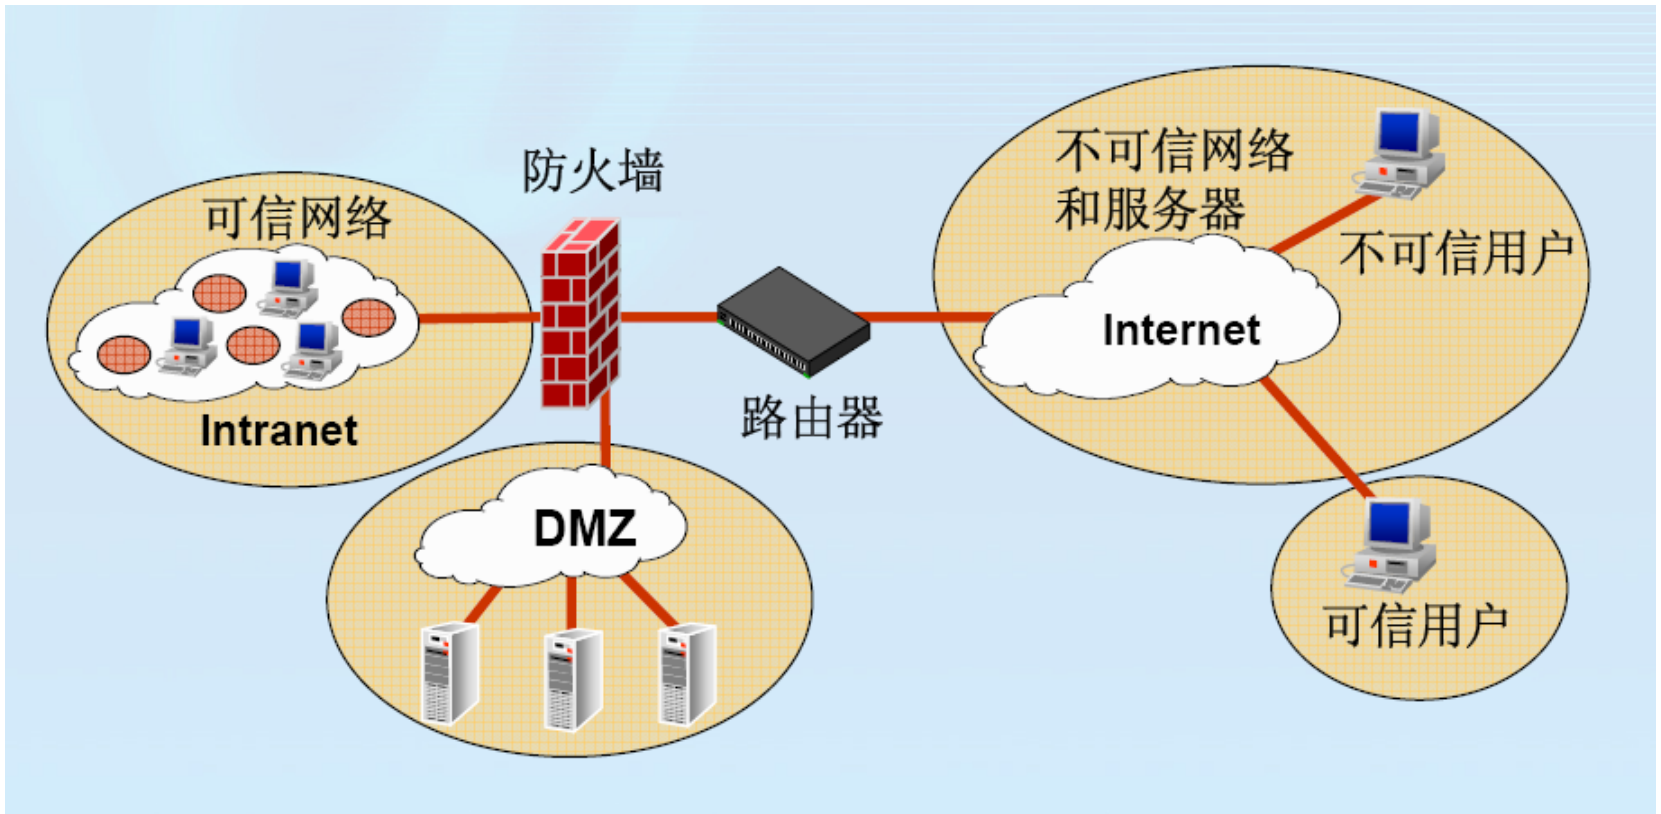 防火墙
可信网络
Intranet
路由器
DMZ
不可信网络
和服务器
不可信用户
Internet
可信用户